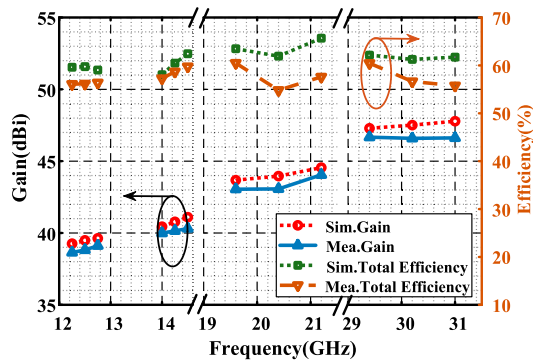 55
50
45
40
35
Gain(dBi)
70
60
50
40
30
20
10
Efficiency(%)
Sim.Gain
Mea.Gain
Sim.Total Efficiency
Mea.Total Efficiency
12 13 14 19 20 21 29 30 31
Frequency(GHz)